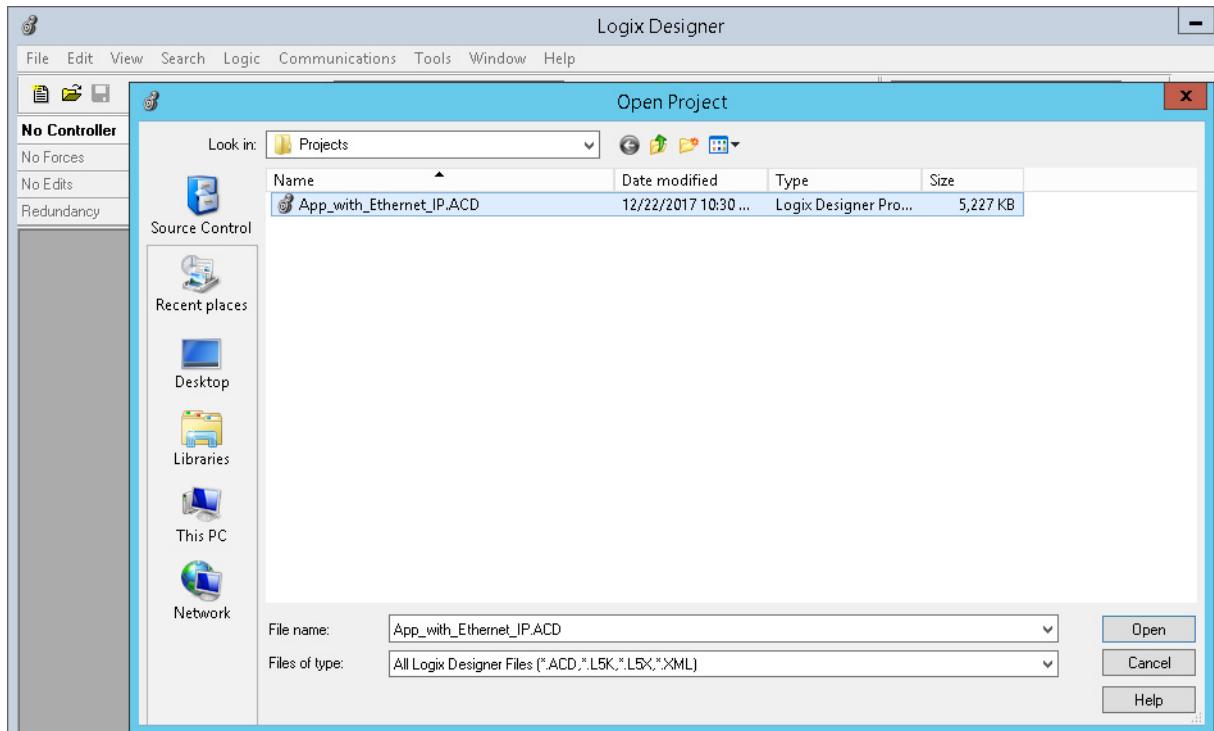 Logix Designer
File Edit View Search Logic Communications Tools Window Help
Open Project
x
No Controller
No Forces
No Edits
Redundancy
Look in: Projects
Name Date modified Type Size
App_with_Ethernet_IP.ACD 12/22/2017 10:30 ... Logix Designer Pro... 5,227 KB
Source Control
Recent places
Desktop
Libraries
This PC
Network
File name: App_with_Ethernet_IP.ACD Open
Files of type: All Logix Designer Files (*.ACD,*.L5K,*.L5X,*.XML) Cancel
Help